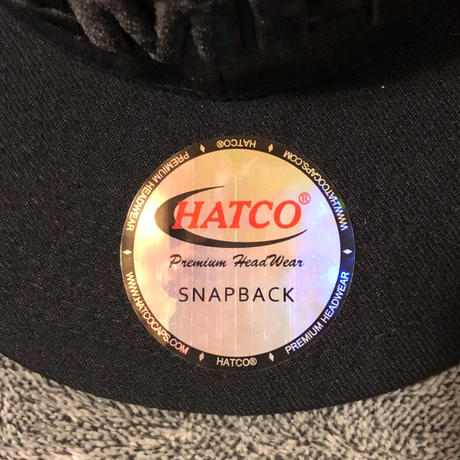 HATCO®
Premium HeadWear
SNAPBACK
HATCO® ♦ WWW.HATCOCAPS.COM ♦ PREMIUM HEADWEAR ♦ HATCO® ♦ WWW.HATCOCAPS.COM ♦ PREMIUM HEADWEAR ♦